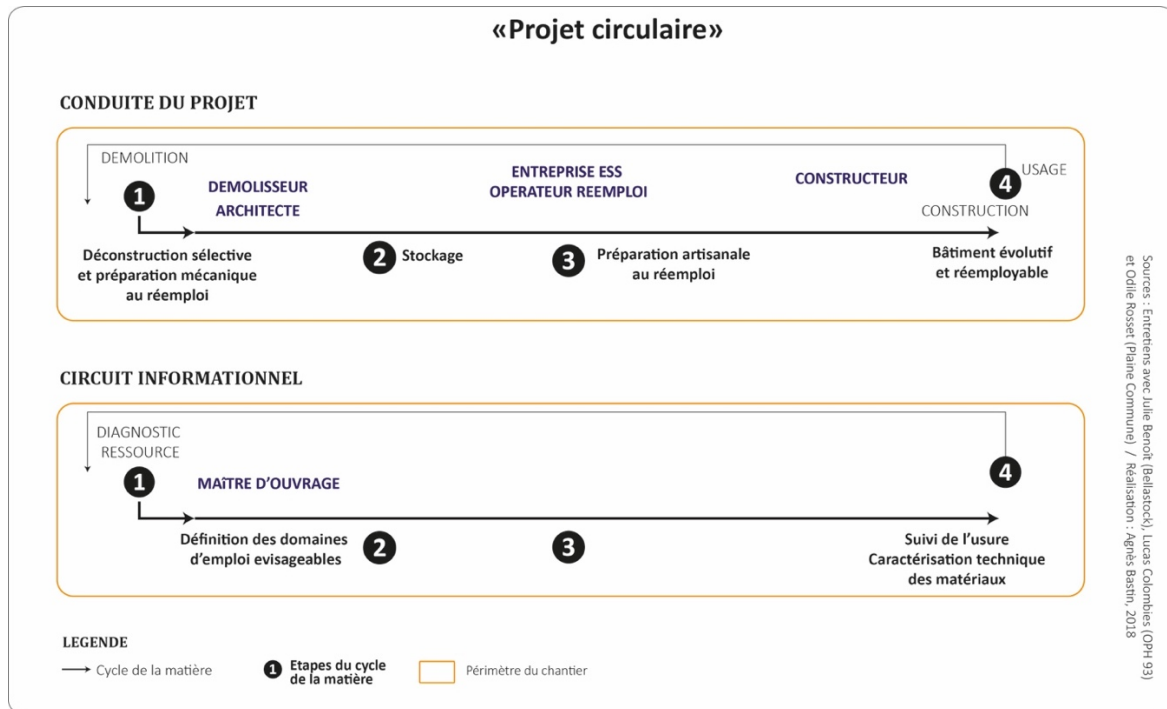 «Projet circulaire»
CONDUITE DU PROJET
DEMOLITION
1
DEMOLISSEUR
ARCHITECTE
ENTREPRISE ESS
OPERATEUR REEMPLOI
CONSTRUCTEUR
4
USAGE
CONSTRUCTION
Déconstruction sélective
et préparation mécanique
au réemploi
2 Stockage
3
Préparation artisanale
au réemploi
Bâtiment évolutif
et réemployable
CIRCUIT INFORMATIONNEL
DIAGNOSTIC
RESSOURCE
1
MAîTRE D'OUVRAGE
4
Définition des domaines
d'emploi evisageables
2
3
Suivi de l'usure
Caractérisation technique
des matériaux
LEGENDE
Cycle de la matière
1 Etapes du cycle
de la matière
Périmètre du chantier
Sources : Entretiens avec Julie Benoît (Bellastock), Lucas Colombies (OPH 93)
et Odile Rosset (Plaine Commune) / Réalisation : Agnès Bastin, 2018